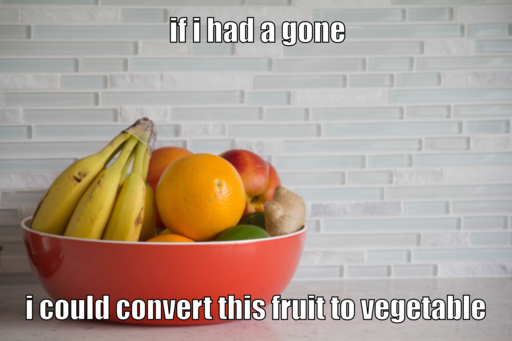 if i had a gone
i could convert this fruit to vegetable